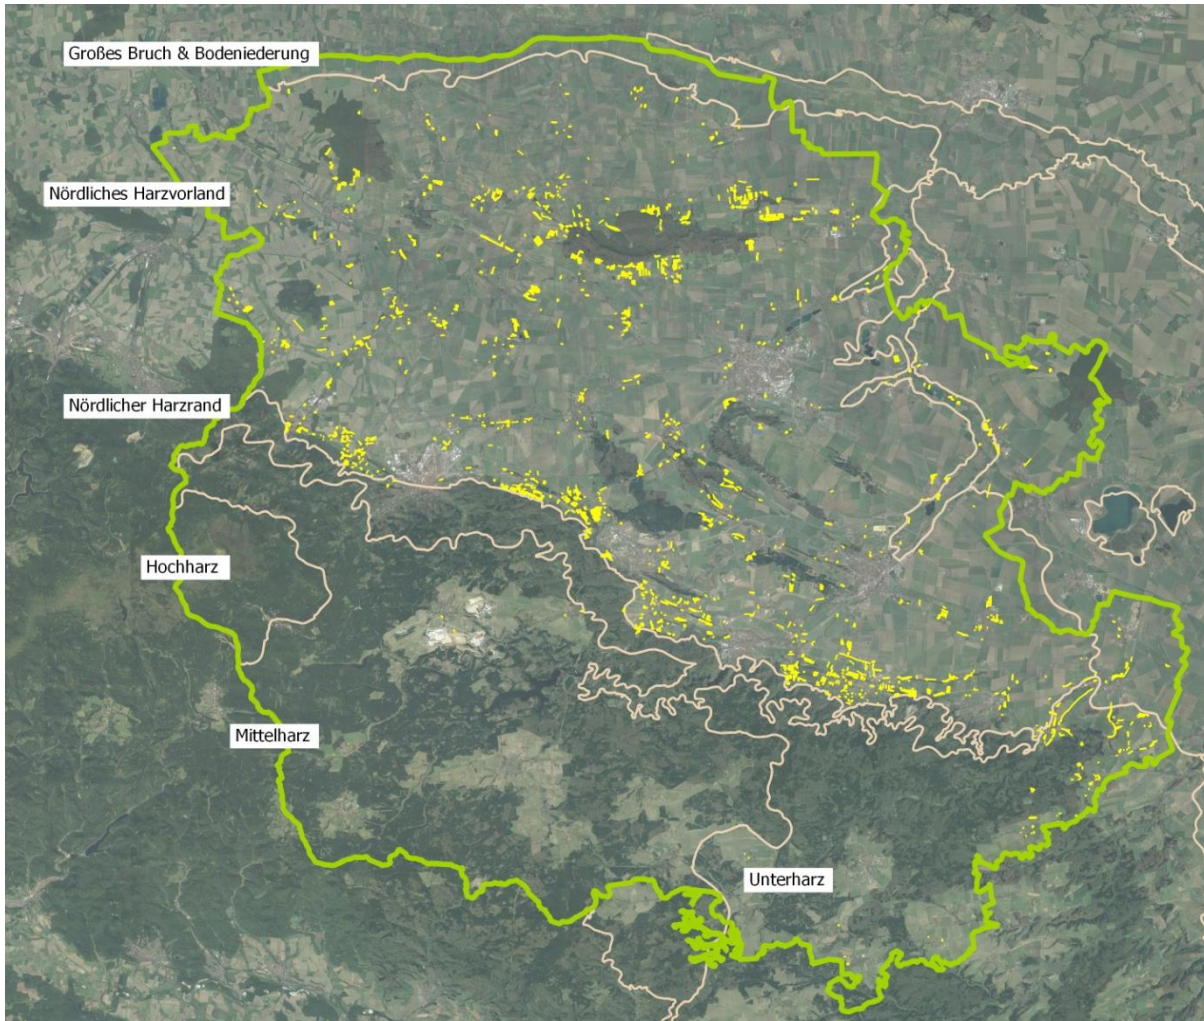 Großes Bruch & Bodeniederung
Nördliches Harzvorland
Nördlicher Harzrand
Hochharz
Mittelharz
Unterharz